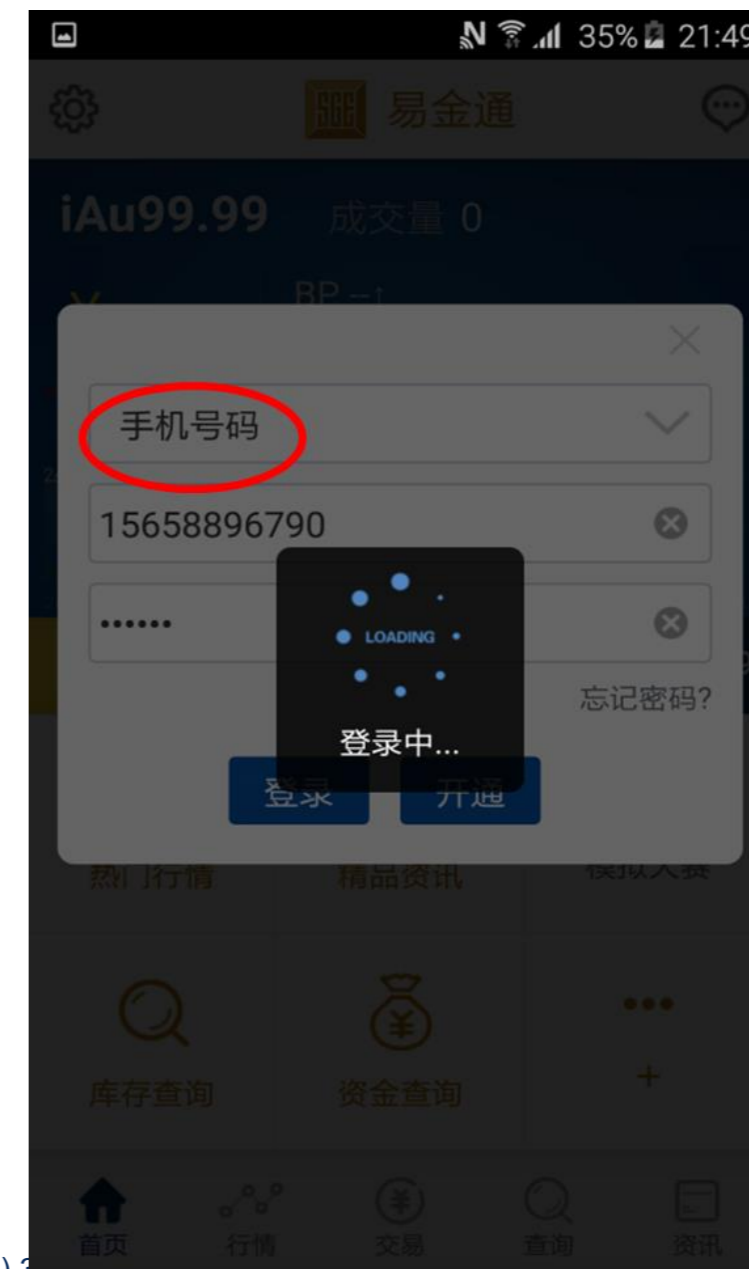 35% 21:49
SGE 易金通
iAu99.99 成交量 0
BP --↑
手机号码
15658896790
••••••
LOADING
忘记密码?
登录中...
登录 开通
热门行情 精品资讯 模拟大赛
库存查询 资金查询 +
首页 行情 交易 查询 资讯